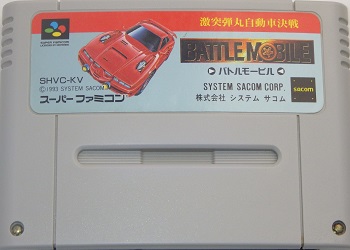 激突弾丸自動車決戦
BATTLE MOBILE
バトルモービル
SHVC-KV
©1993 SYSTEM SACOM
スーパーファミコン
SYSTEM SACOM CORP.
株式会社 システム サコム
sacom